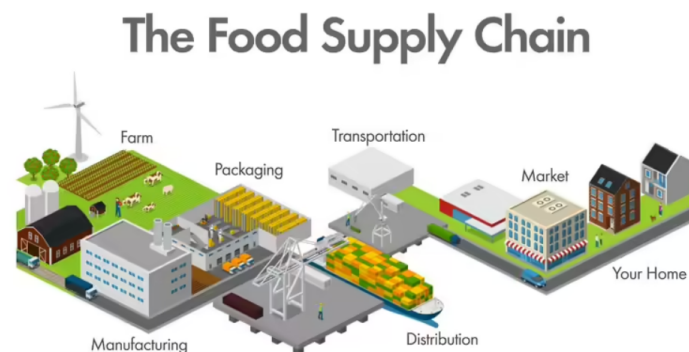 The Food Supply Chain
Farm
Packaging
Transportation
Market
Your Home
Manufacturing
Distribution